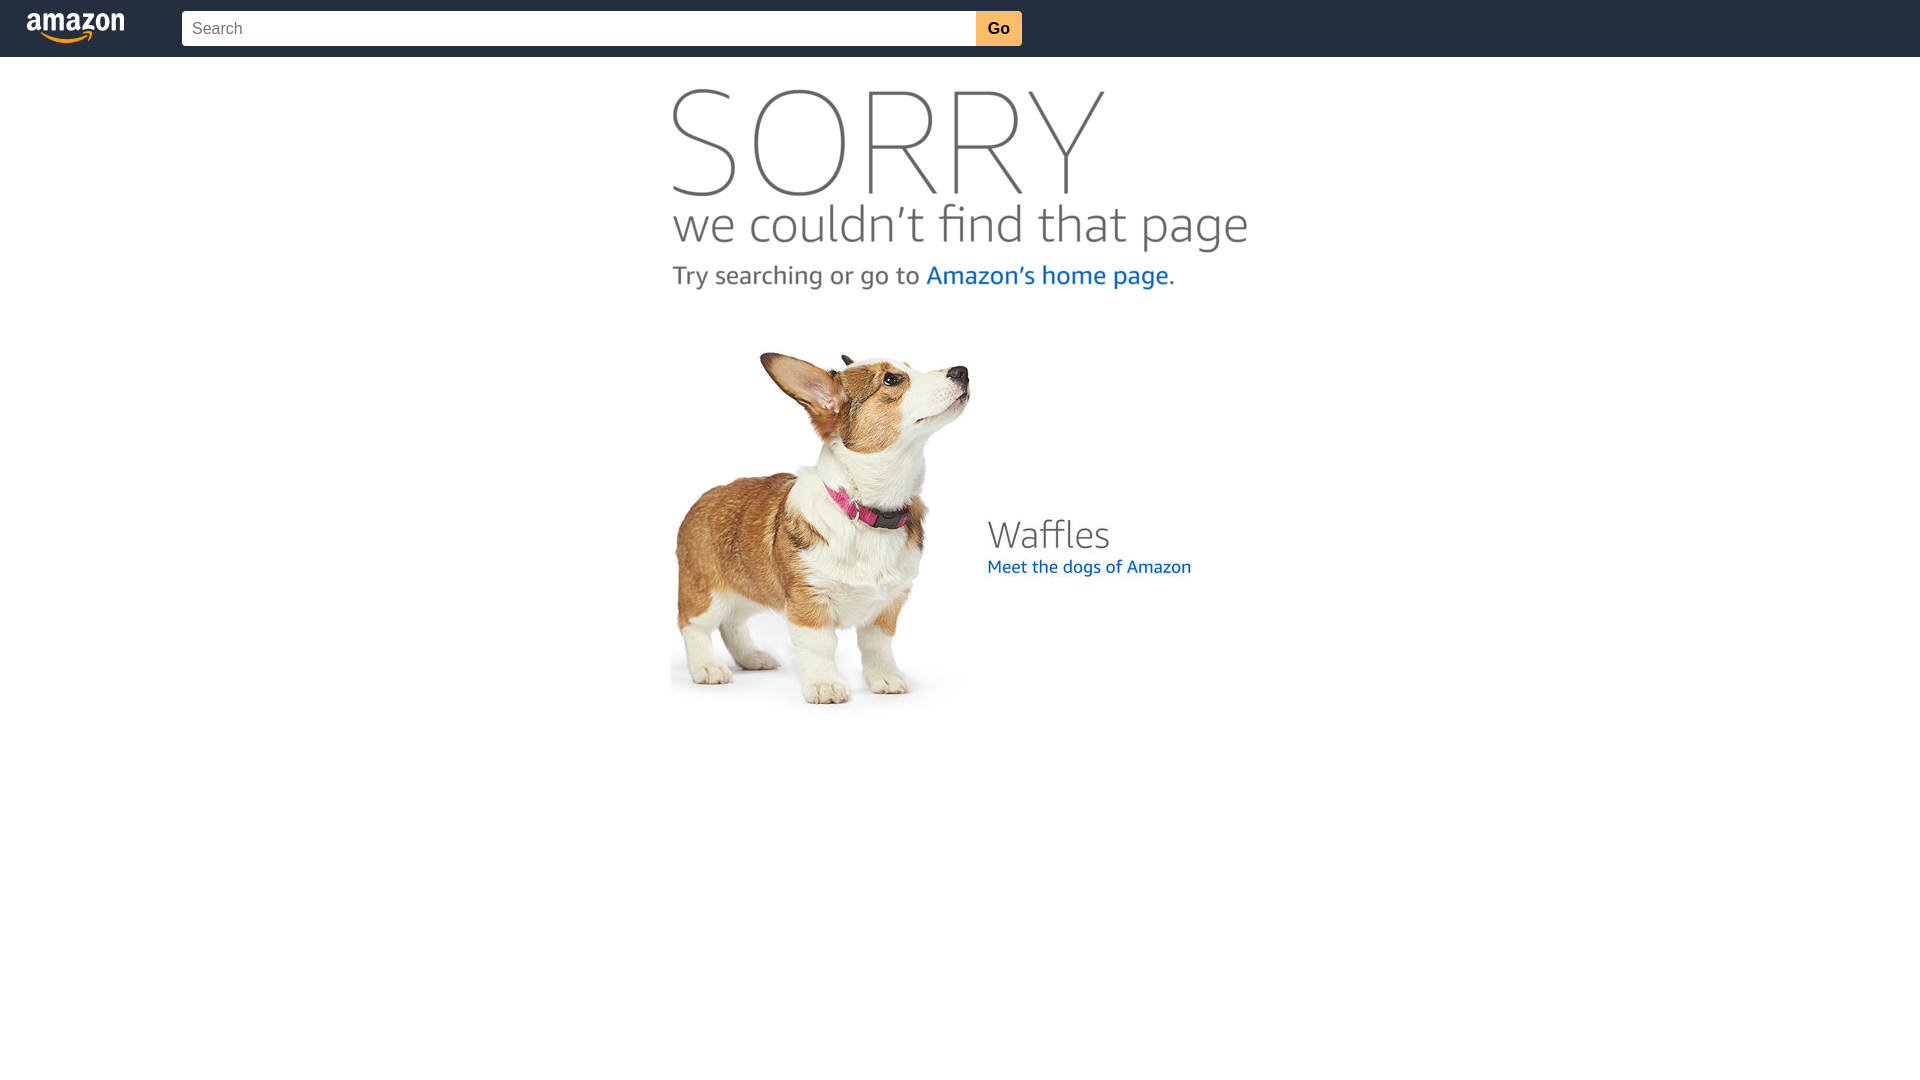 amazon
Search
Go
SORRY
we couldn't find that page
Try searching or go to Amazon's home page.
Waffles
Meet the dogs of Amazon